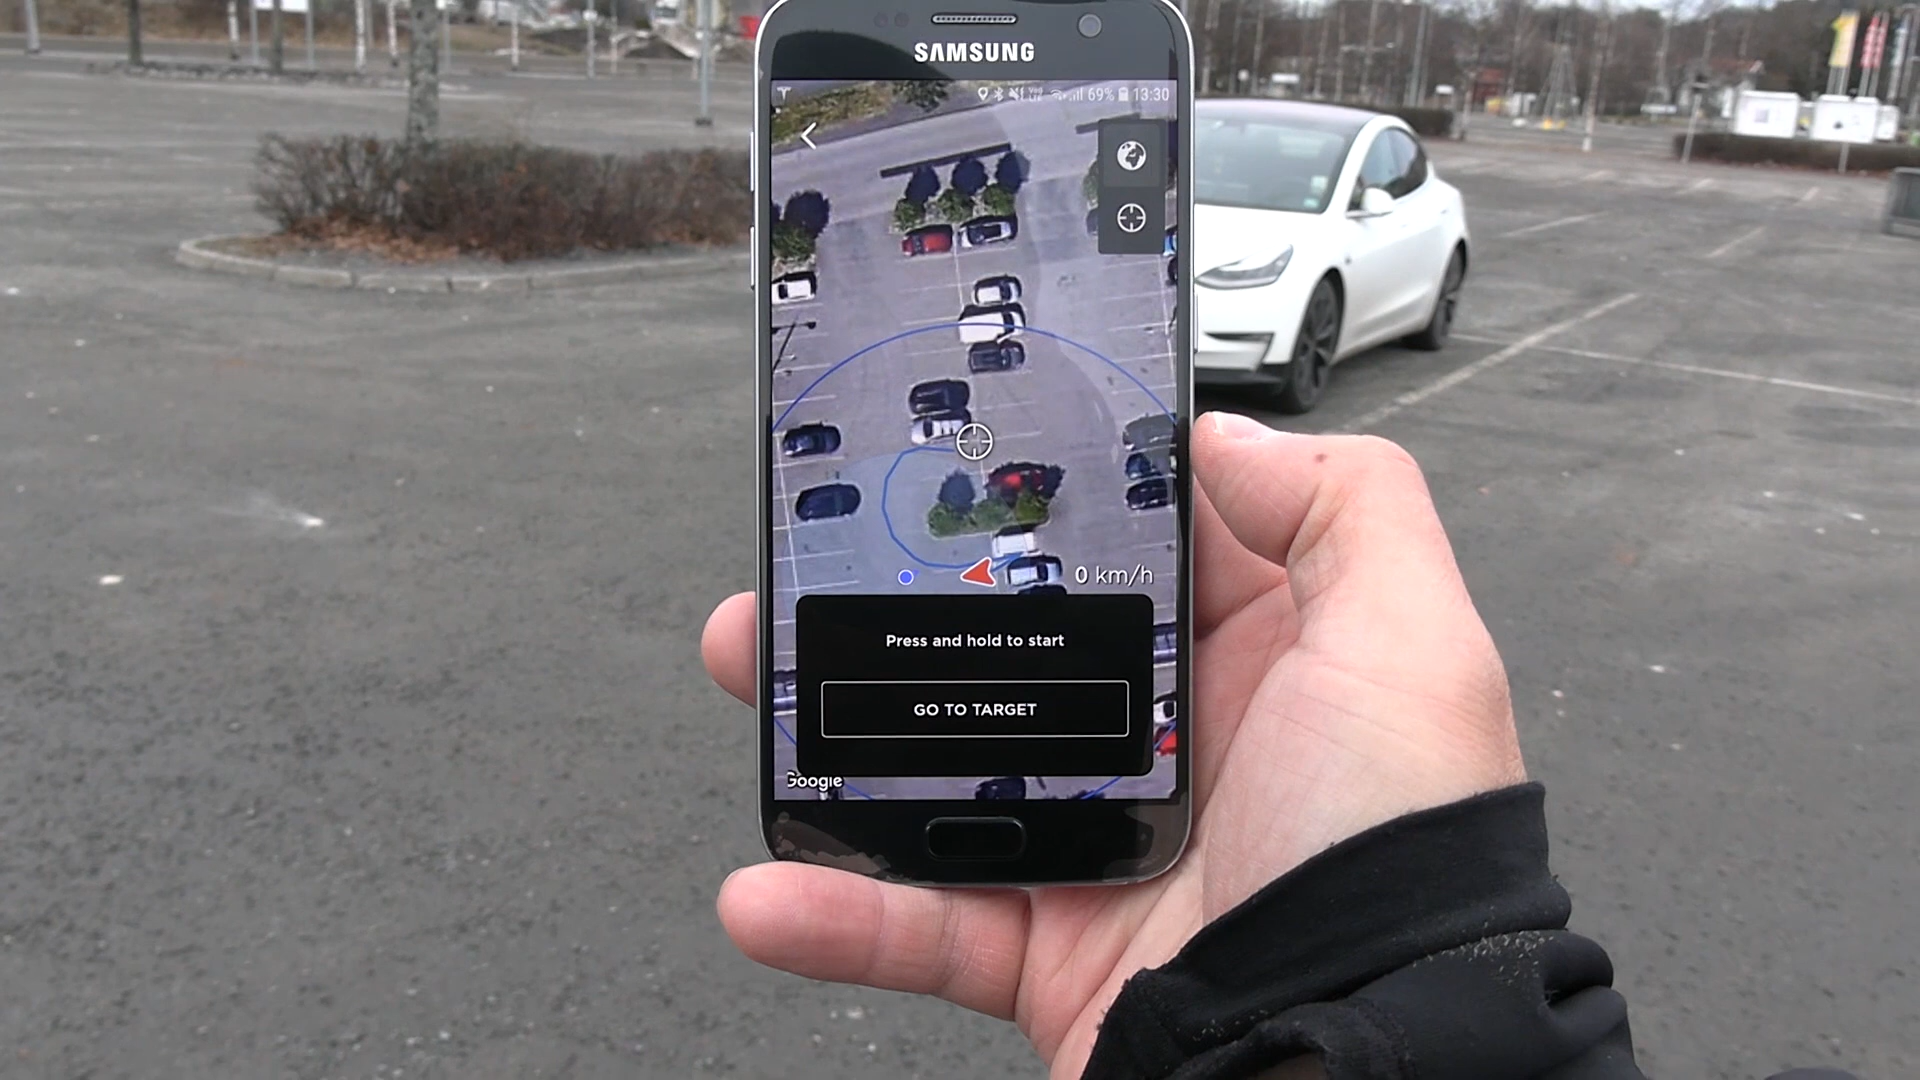 SAMSUNG
69% 13:30
0 km/h
Press and hold to start
GO TO TARGET
Google